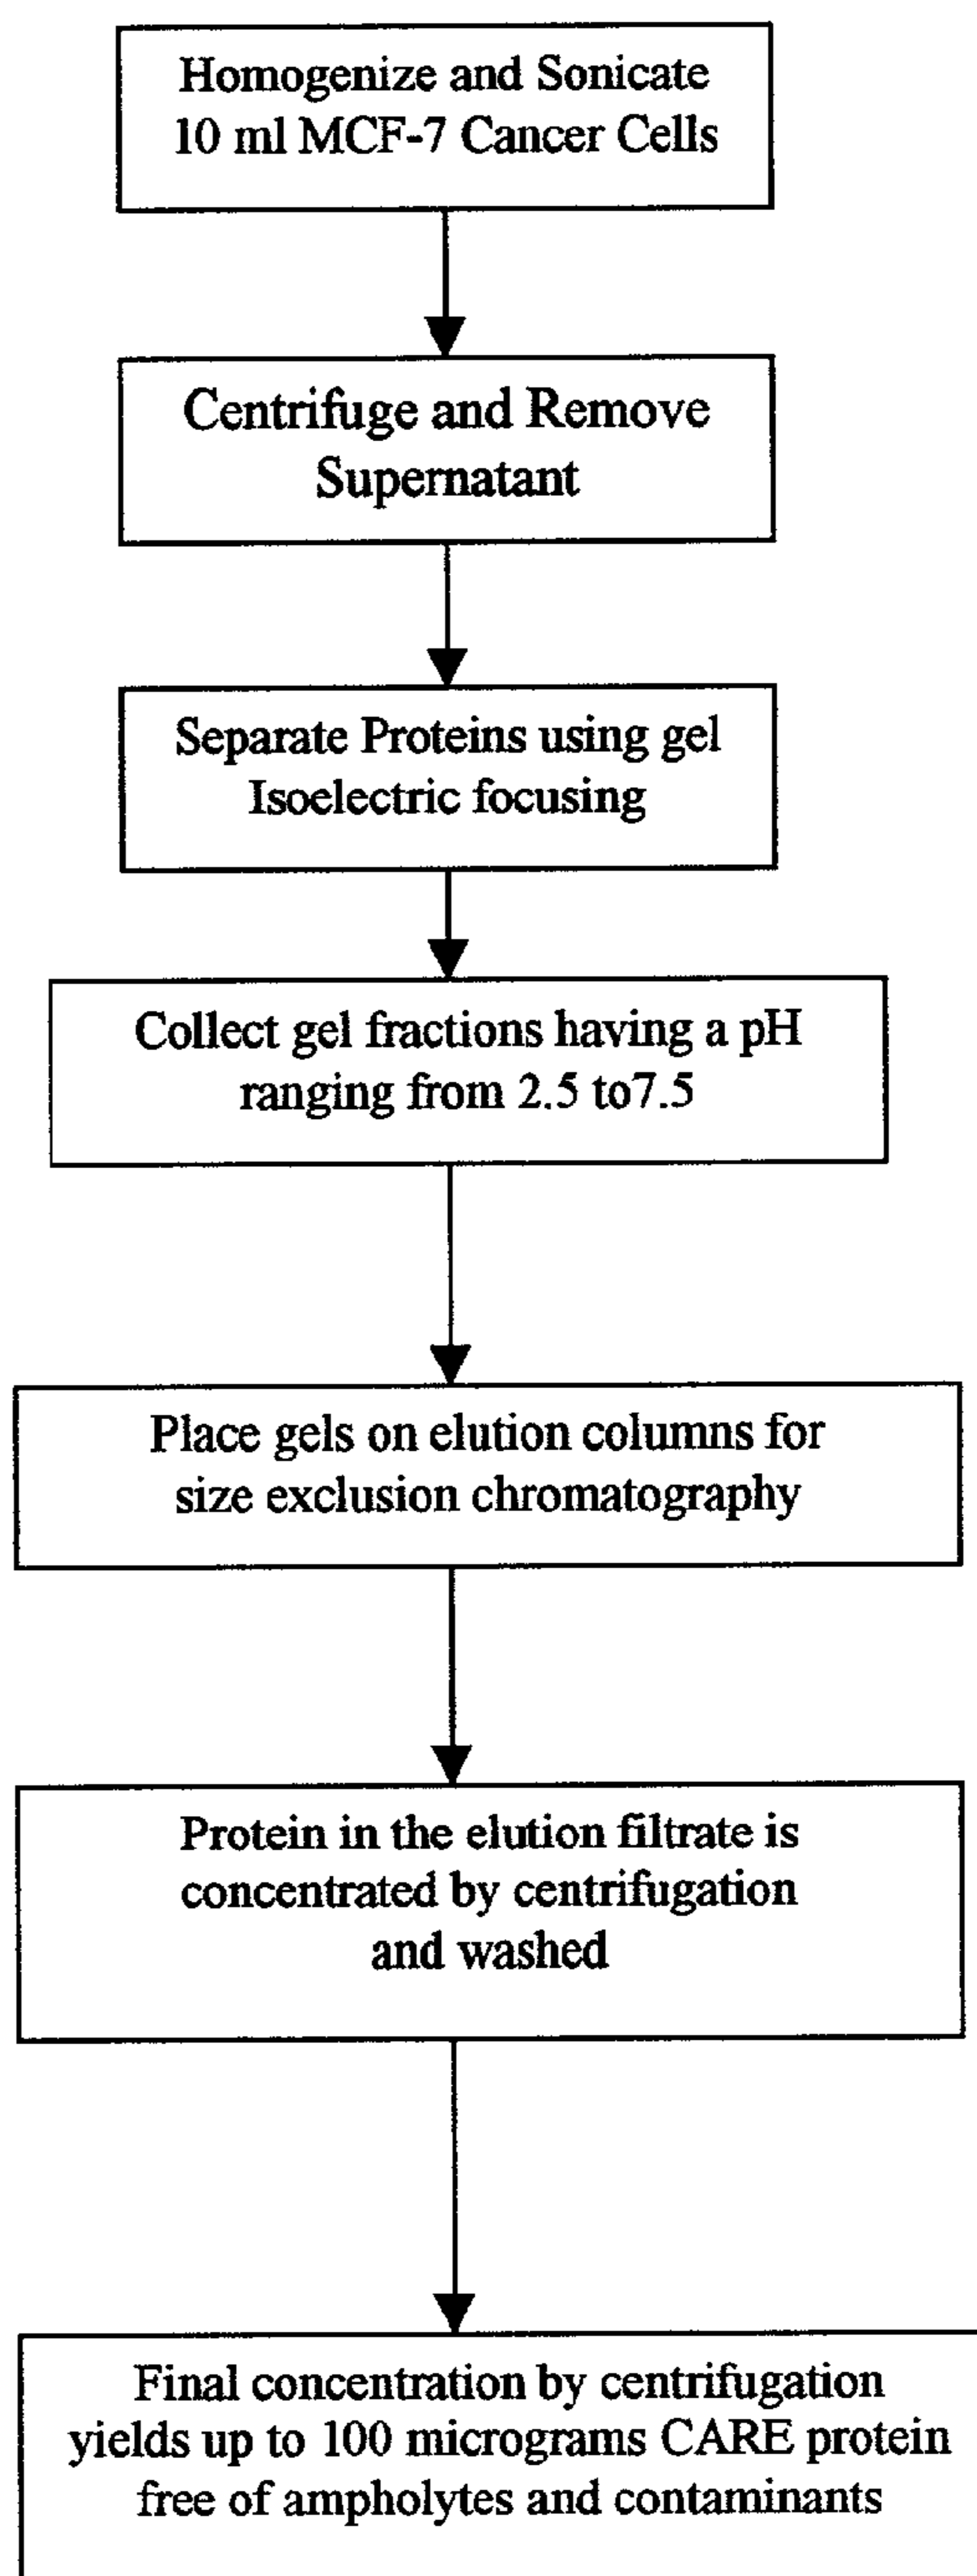 Homogenize and Sonicate
10 ml MCF-7 Cancer Cells
Centrifuge and Remove
Supernatant
Separate Proteins using gel
Isoelectric focusing
Collect gel fractions having a pH
ranging from 2.5 to7.5
Place gels on elution columns for
size exclusion chromatography
Protein in the elution filtrate is
concentrated by centrifugation
and washed
Final concentration by centrifugation
yields up to 100 micrograms CARE protein
free of ampholytes and contaminants